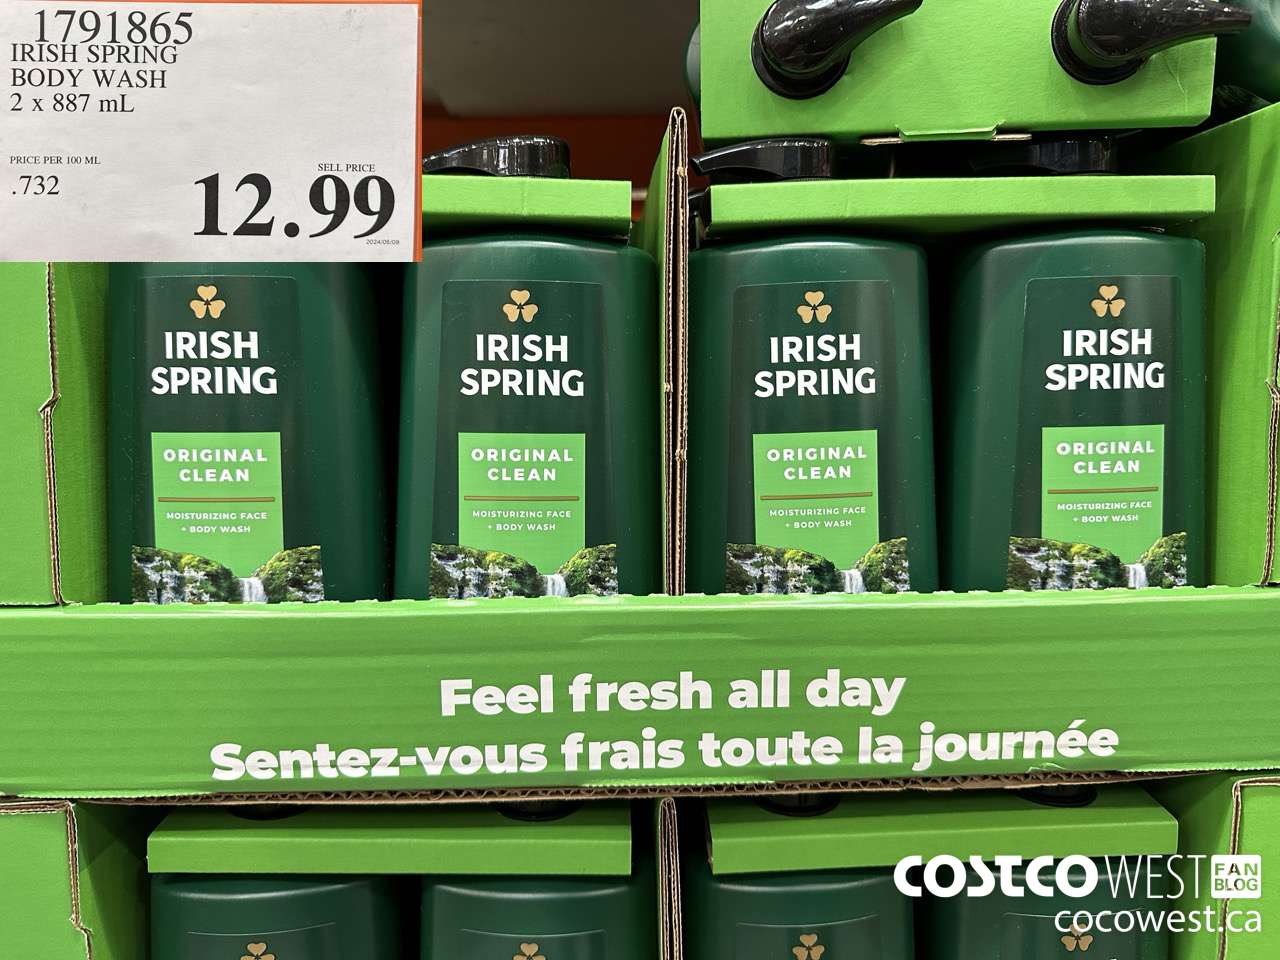 1791865
IRISH SPRING
BODY WASH
2 x 887 mL
PRICE PER 100 ML
.732
SELL PRICE
12.99
2024/06/09
IRISH
SPRING
ORIGINAL
CLEAN
MOISTURIZING FACE
+ BODY WASH
IRISH
SPRING
ORIGINAL
CLEAN
MOISTURIZING FACE
+ BODY WASH
IRISH
SPRING
ORIGINAL
CLEAN
MOISTURIZING FACE
+ BODY WASH
IRISH
SPRING
ORIGINAL
CLEAN
MOISTURIZING FACE
+ BODY WASH
Feel fresh all day
Sentez-vous frais toute la journée
COSTCO WEST FAN BLOG
cocowest.ca